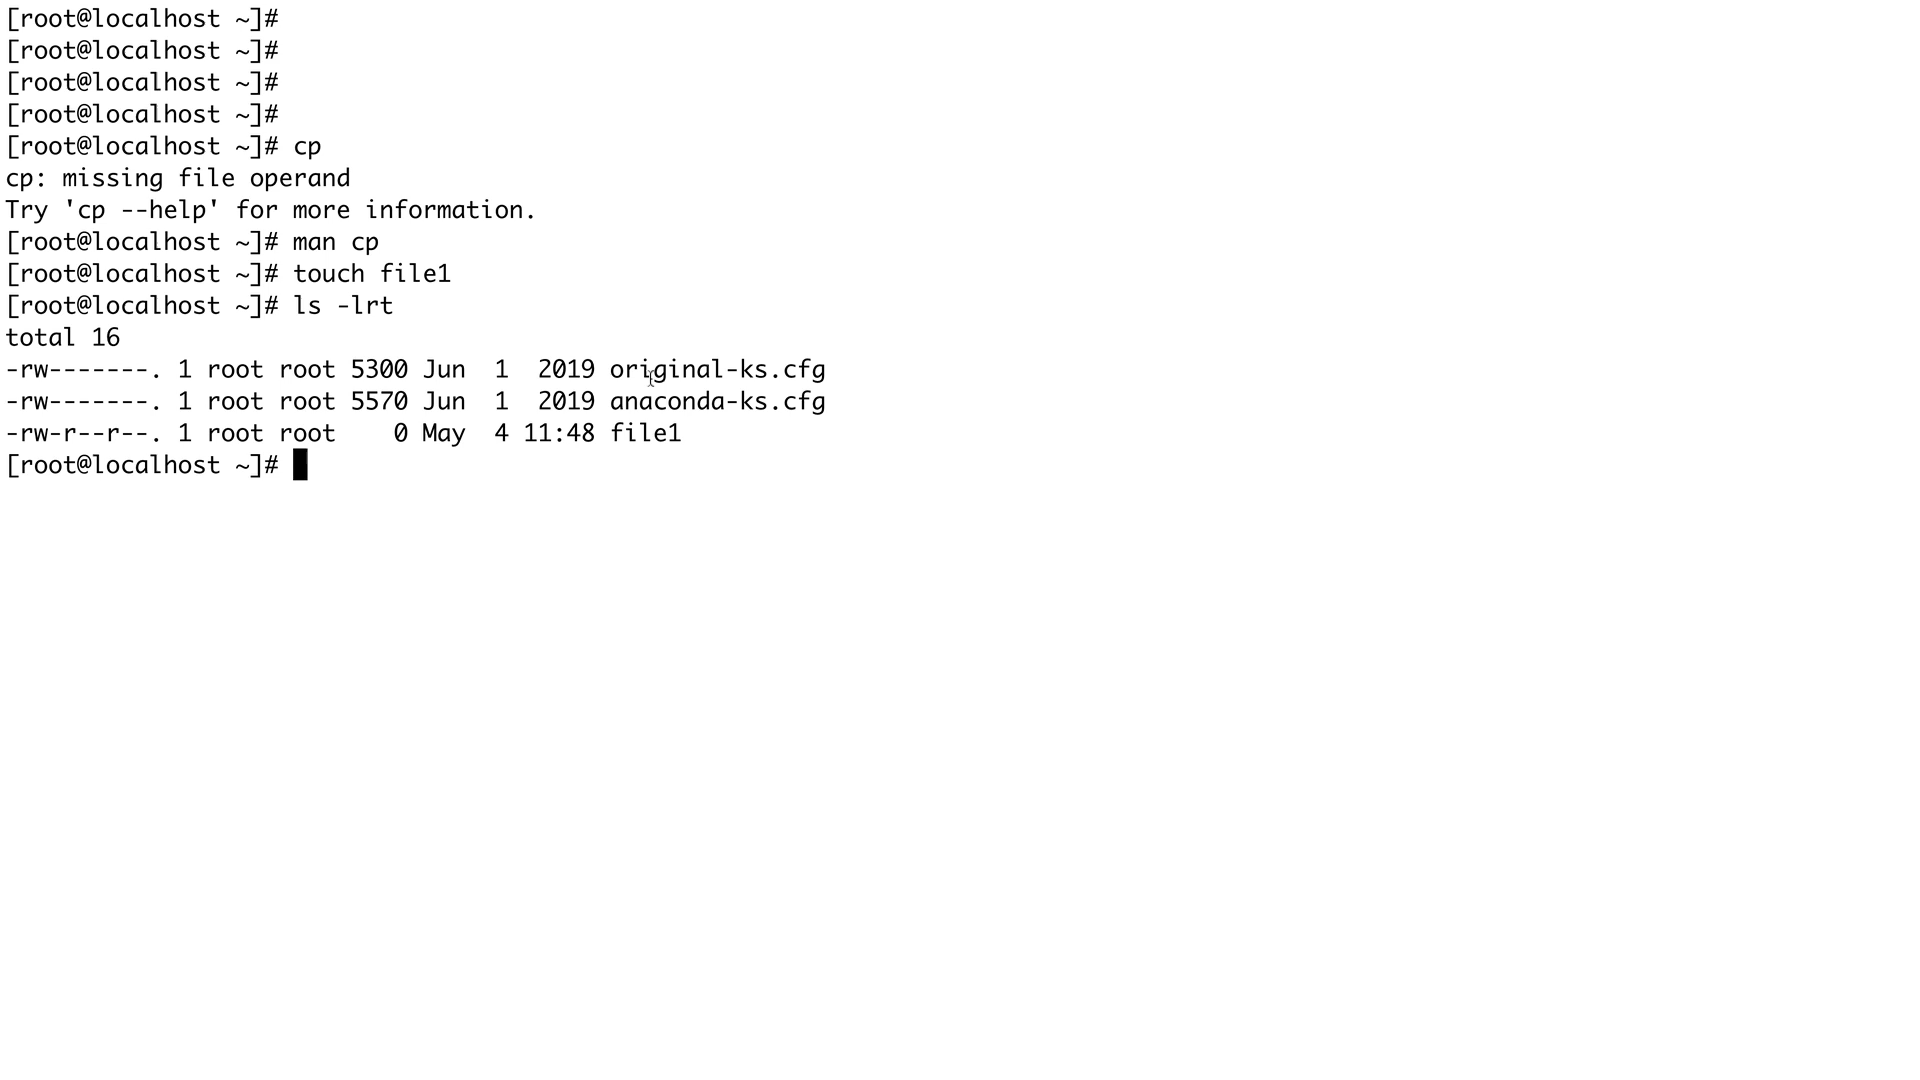 [root@localhost ~]#
[root@localhost ~]#
[root@localhost ~]#
[root@localhost ~]#
[root@localhost ~]# cp
cp: missing file operand
Try 'cp --help' for more information.
[root@localhost ~]# man cp
[root@localhost ~]# touch file1
[root@localhost ~]# ls -lrt
total 16
-rw-------. 1 root root 5300 Jun  1  2019 original-ks.cfg
-rw-------. 1 root root 5570 Jun  1  2019 anaconda-ks.cfg
-rw-r--r--. 1 root root    0 May  4 11:48 file1
[root@localhost ~]#